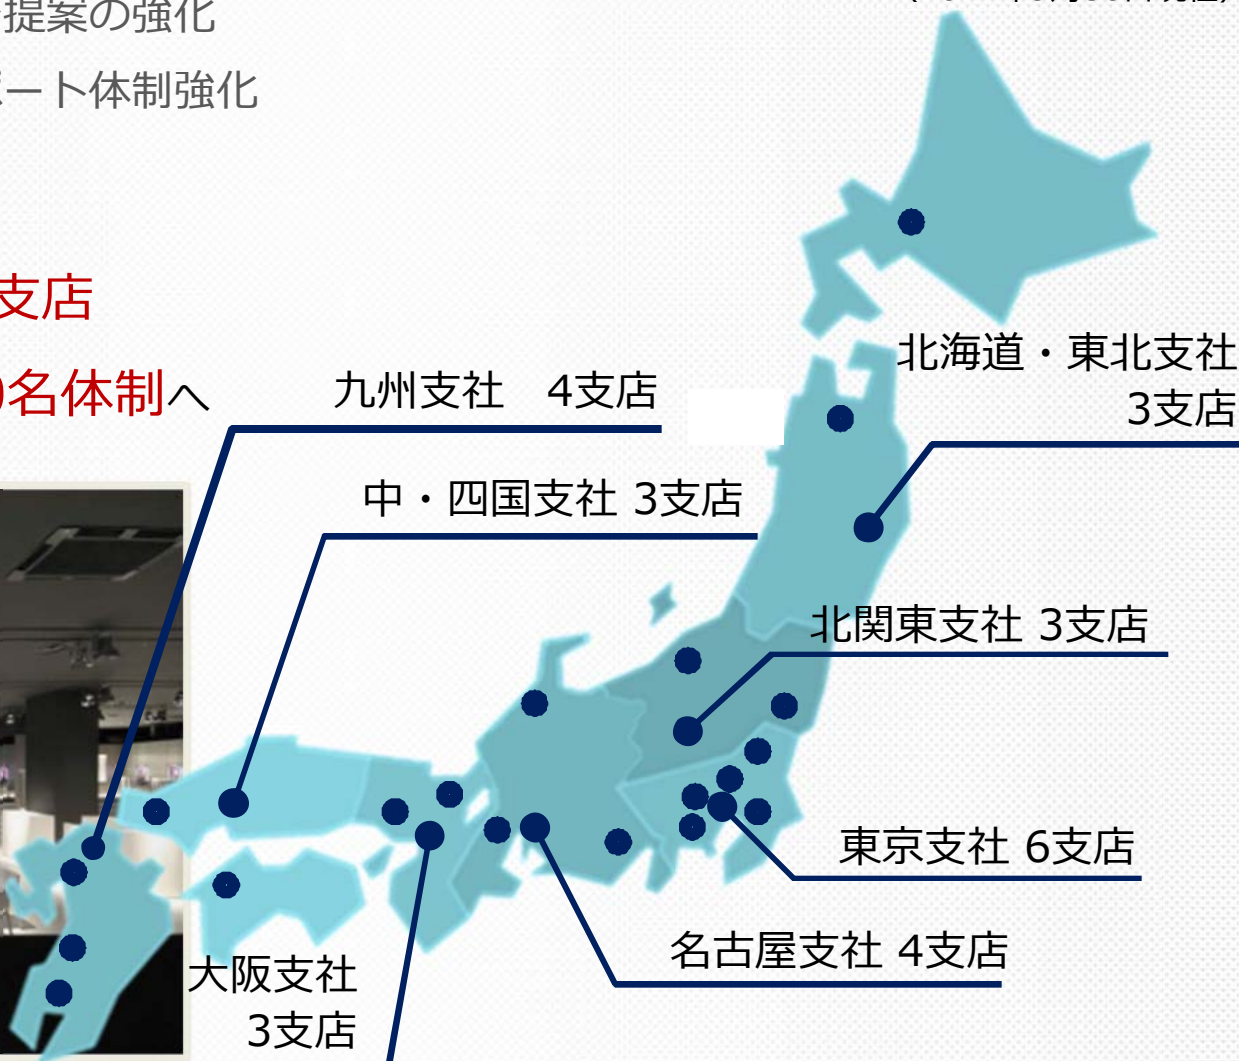 提案の強化
ート体制強化
支店
名体制へ
九州支社　4支店
北海道・東北支社
3支店
中・四国支社 3支店
北関東支社 3支店
東京支社 6支店
名古屋支社 4支店
大阪支社
3支店